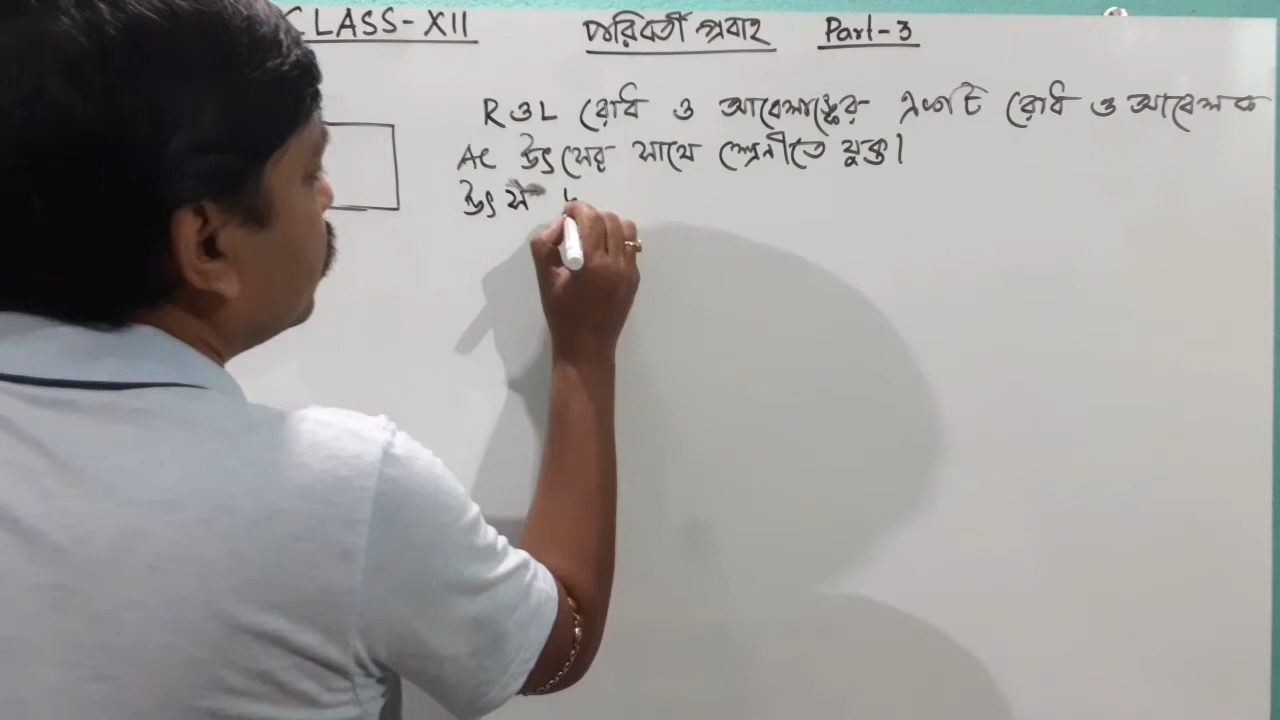 CLASS-XII পরিবর্তী প্রবাহ Part-3
R ও L রোধ ও আবেশাঙ্কের একটি রোধ ও আবেশক
AC উৎসের সাথে শ্রেনীতে যুক্ত।
উৎস